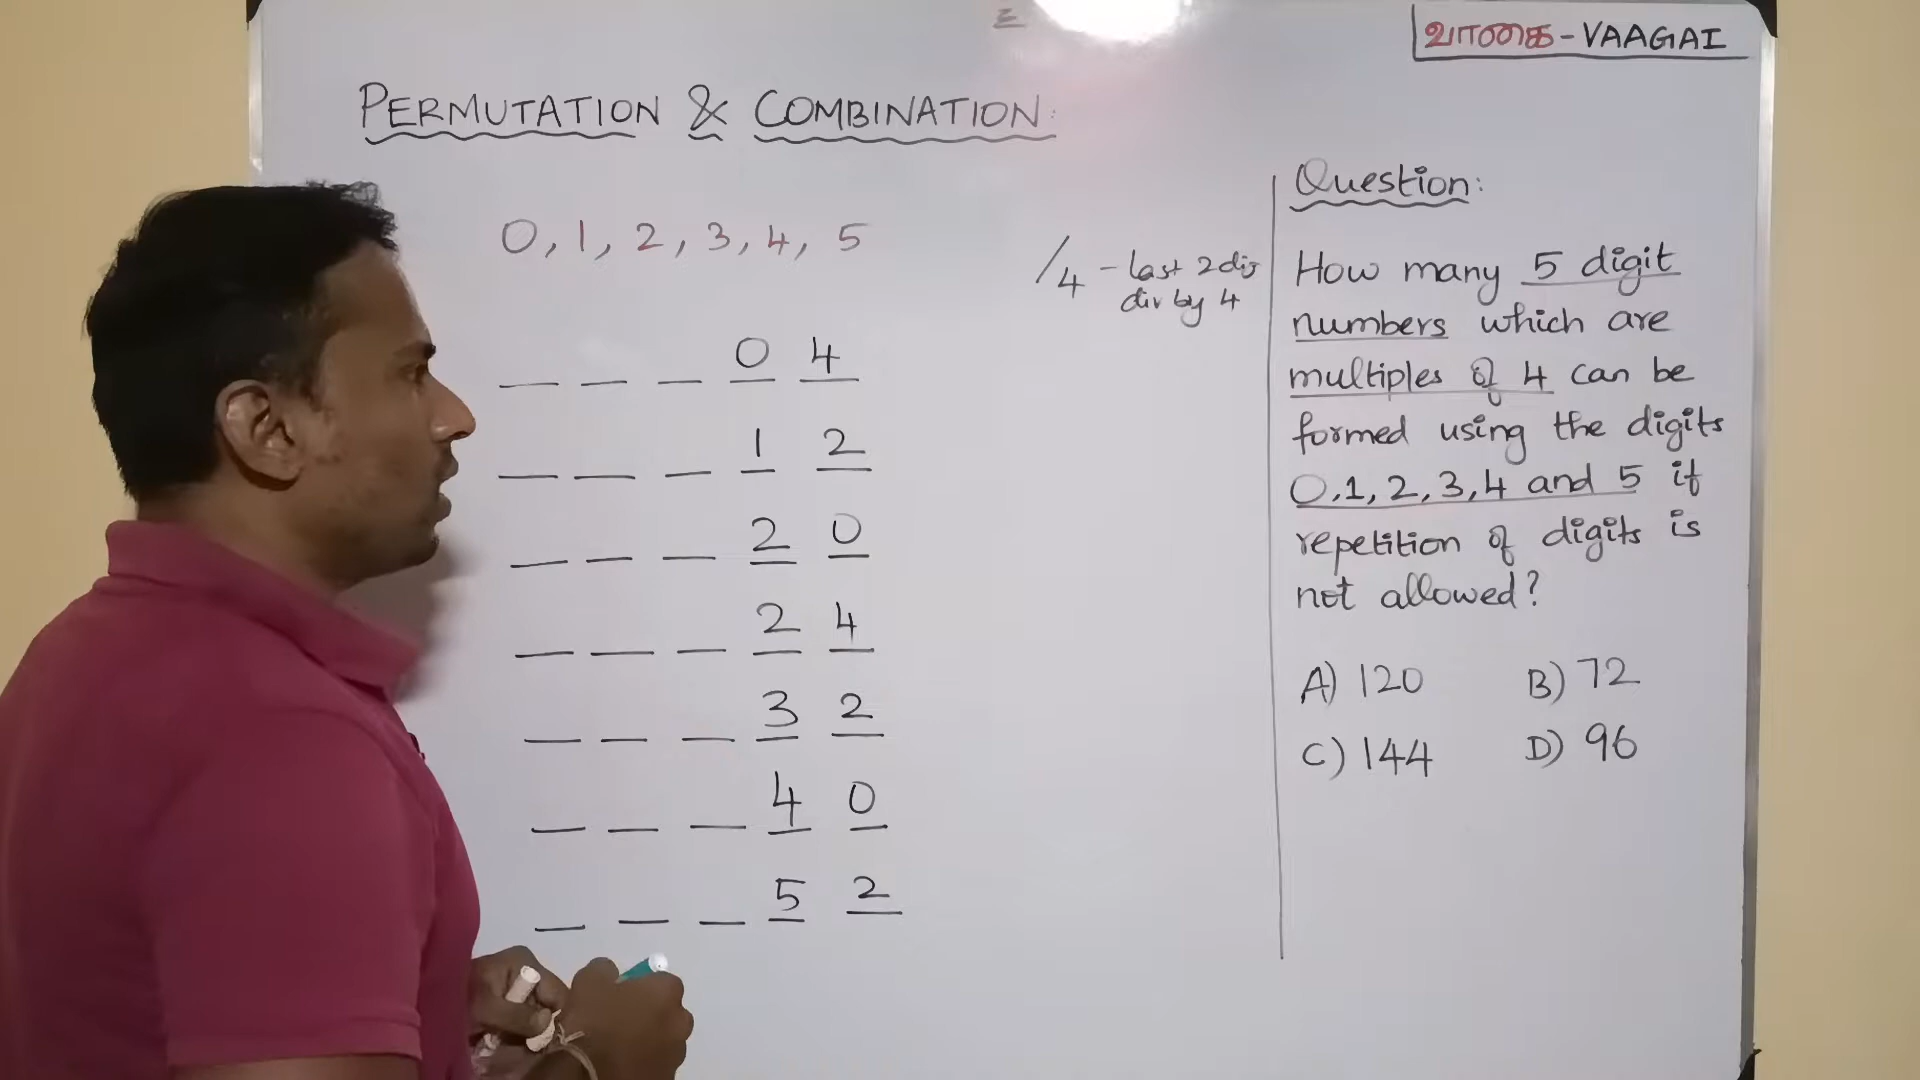 வாகை - VAAGAI
PERMUTATION & COMBINATION:
0, 1, 2, 3, 4, 5
/4 - last 2 dig
div by 4
0 4
1 2
2 0
2 4
3 2
4 0
5 2
Question:
How many 5 digit
numbers which are
multiples of 4 can be
formed using the digits
0,1,2,3,4 and 5 if
repetition of digits is
not allowed?
A) 120 B) 72
C) 144 D) 96